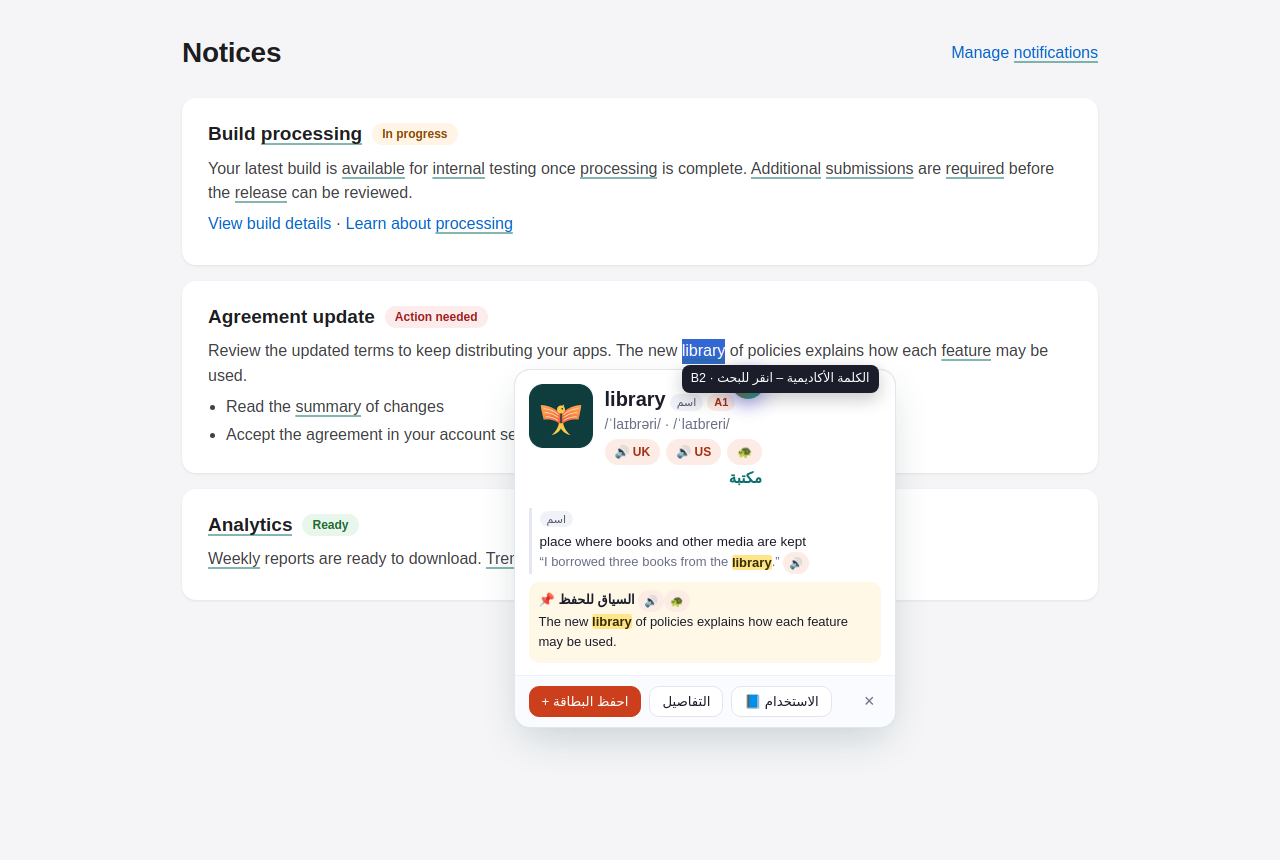 Notices
Manage notifications
Build processing In progress
Your latest build is available for internal testing once processing is complete. Additional submissions are required before
the release can be reviewed.
View build details · Learn about processing
Agreement update Action needed
Review the updated terms to keep distributing your apps. The new library of policies explains how each feature may be
used.
Read the summary of changes
Accept the agreement in your account se
الكلمة الأكاديمية – انقر للبحث · B2
library اسم A1
/ˈlaɪbrəri/ · /ˈlaɪbreri/
UK US
مكتبة
اسم
place where books and other media are kept
“I borrowed three books from the library.”
السياق للحفظ
The new library of policies explains how each feature
may be used.
احفظ البطاقة +
التفاصيل
الاستخدام
×
Analytics Ready
Weekly reports are ready to download. Tren